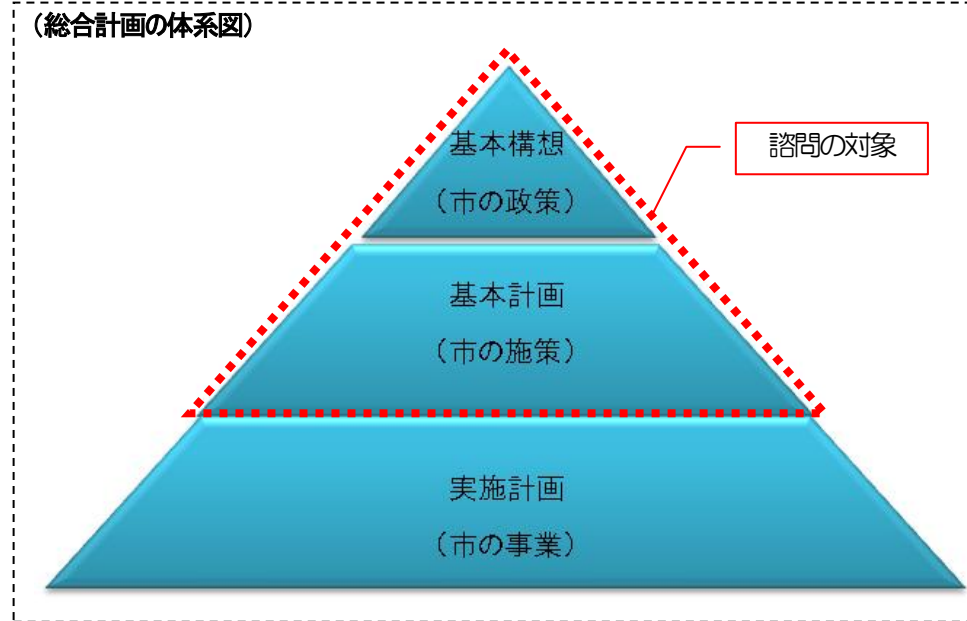 （総合計画の体系図）
基本構想
（市の政策）
諮問の対象
基本計画
（市の施策）
実施計画
（市の事業）